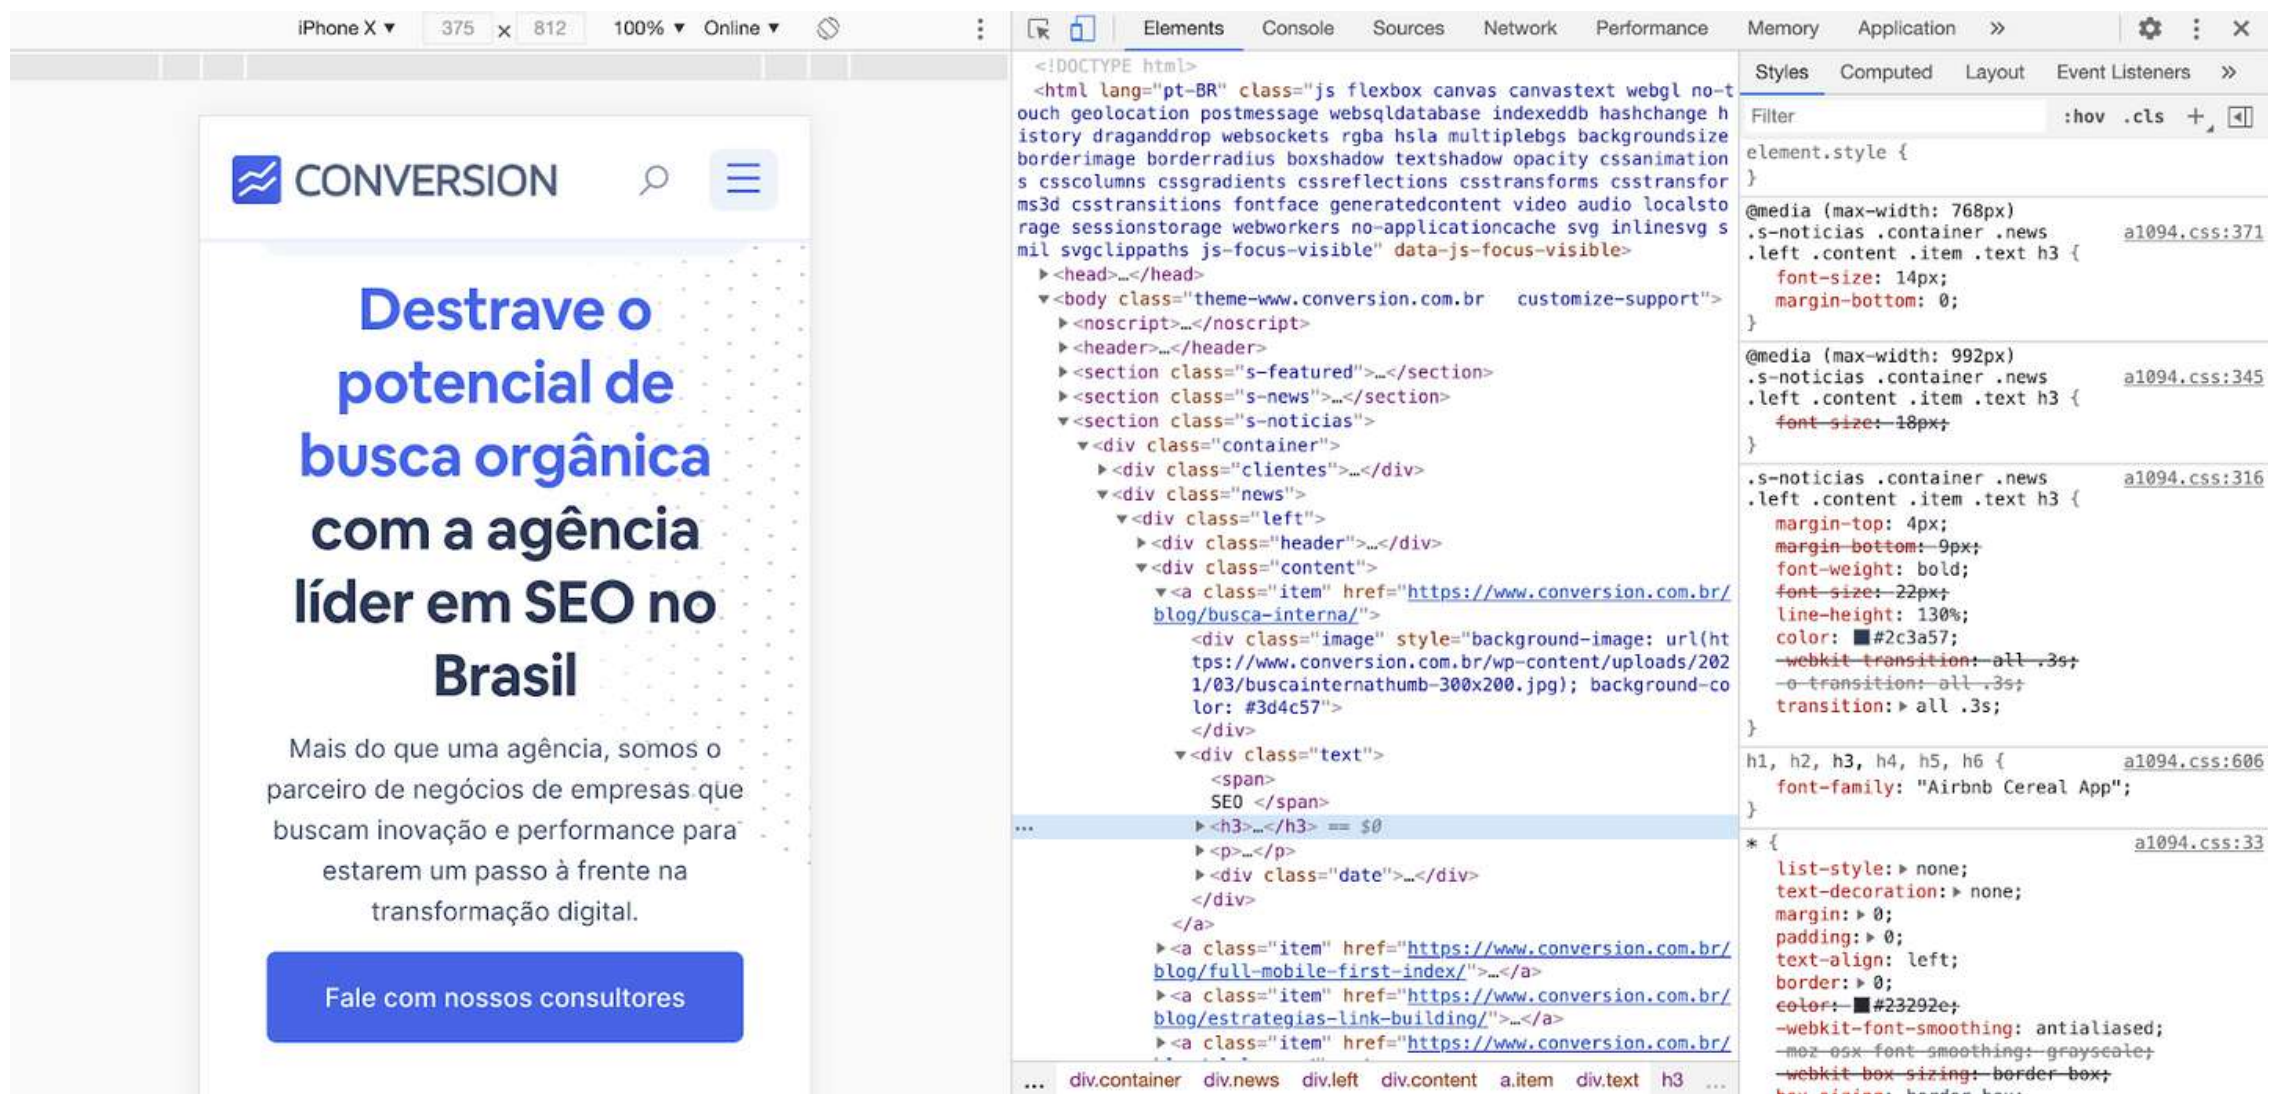 iPhone X ▼ 375 x 812 100% ▼ Online ▼
CONVERSION
Destrave o
potencial de
busca orgânica
com a agência
líder em SEO no
Brasil
Mais do que uma agência, somos o
parceiro de negócios de empresas que
buscam inovação e performance para
estarem um passo à frente na
transformação digital.
Fale com nossos consultores
Elements Console Sources Network Performance Memory Application »
<!DOCTYPE html>
<html lang="pt-BR" class="js flexbox canvas canvastext webgl no-t
ouch geolocation postmessage websqldatabase indexeddb hashchange h
istory draganddrop websockets rgba hsla multiplebgs backgroundsize
borderimage borderradius boxshadow textshadow opacity cssanimation
s csscolumns cssgradients cssreflections csstransforms csstransfor
ms3d csstransitions fontface generatedcontent video audio localsto
rage sessionstorage webworkers no-applicationcache svg inlinesvg s
mil svgclippaths js-focus-visible" data-js-focus-visible>
▶<head>…</head>
▼<body class="theme-www.conversion.com.br   customize-support">
▶<noscript>…</noscript>
▶<header>…</header>
▶<section class="s-featured">…</section>
▶<section class="s-news">…</section>
▼<section class="s-noticias">
▼<div class="container">
▶<div class="clientes">…</div>
▼<div class="news">
▼<div class="left">
▶<div class="header">…</div>
▼<div class="content">
▼<a class="item" href="https://www.conversion.com.br/
blog/busca-interna/">
<div class="image" style="background-image: url(ht
tps://www.conversion.com.br/wp-content/uploads/202
1/03/buscainternathumb-300x200.jpg); background-co
lor: #3d4c57">
</div>
▼<div class="text">
<span>
SEO </span>
… ▶<h3>…</h3> == $0
▶<p>…</p>
▶<div class="date">…</div>
</div>
</a>
▶<a class="item" href="https://www.conversion.com.br/
blog/full-mobile-first-index/">…</a>
▶<a class="item" href="https://www.conversion.com.br/
blog/estrategias-link-building/">…</a>
▶<a class="item" href="https://www.conversion.com.br/
… div.container div.news div.left div.content a.item div.text h3 …
Styles Computed Layout Event Listeners »
Filter :hov .cls +
element.style {
}
@media (max-width: 768px)
.s-noticias .container .news a1094.css:371
.left .content .item .text h3 {
font-size: 14px;
margin-bottom: 0;
}
@media (max-width: 992px)
.s-noticias .container .news a1094.css:345
.left .content .item .text h3 {
font-size: 18px;
}
.s-noticias .container .news a1094.css:316
.left .content .item .text h3 {
margin-top: 4px;
margin-bottom: 9px;
font-weight: bold;
font-size: 22px;
line-height: 130%;
color: #2c3a57;
-webkit-transition: all .3s;
-o-transition: all .3s;
transition:▶ all .3s;
}
h1, h2, h3, h4, h5, h6 { a1094.css:606
font-family: "Airbnb Cereal App";
}
* { a1094.css:33
list-style:▶ none;
text-decoration:▶ none;
margin:▶ 0;
padding:▶ 0;
text-align: left;
border:▶ 0;
color: #23292e;
-webkit-font-smoothing: antialiased;
-moz-osx-font-smoothing: grayscale;
-webkit-box-sizing: border-box;
box-sizing: border-box;